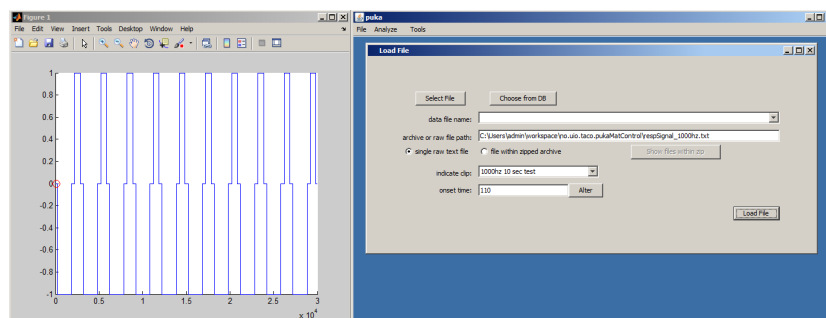 Figure 1
File Edit View Insert Tools Desktop Window Help
1
0.8
0.6
0.4
0.2
0
-0.2
-0.4
-0.6
-0.8
-1
0 0.5 1 1.5 2 2.5 3
x 10^4
puka
File Analyze Tools
Load File
Select File Choose from DB
data file name:
archive or raw file path: C:\Users\admin\workspace\no.uio.taco.pukaMatControl\respSignal_1000hz.txt
single raw text file file within zipped archive Show files within zip
indicate clip: 1000hz 10 sec test
onset time: 110 Alter
Load File